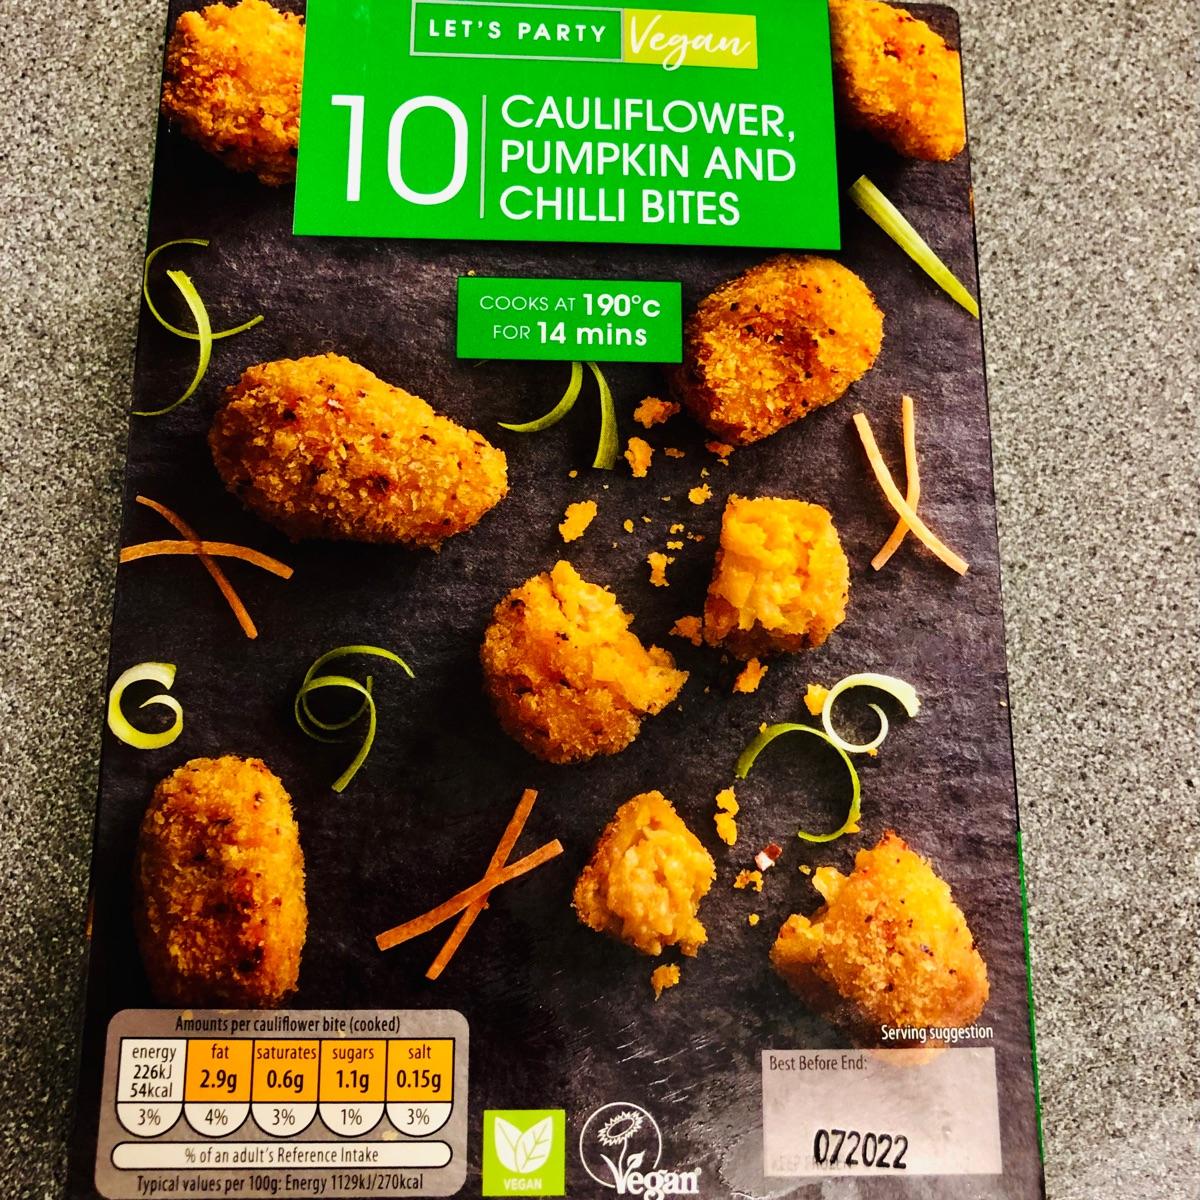 LET'S PARTY Vegan
10
CAULIFLOWER,
PUMPKIN AND
CHILLI BITES
COOKS AT 190°C
FOR 14 mins
Serving suggestion
Amounts per cauliflower bite (cooked)
energy fat saturates sugars salt
226kJ
54kcal 2.9g 0.6g 1.1g 0.15g
3% 4% 3% 1% 3%
% of an adult's Reference Intake
Typical values per 100g: Energy 1129kJ/270kcal
VEGAN
Vegan
Best Before End:
072022